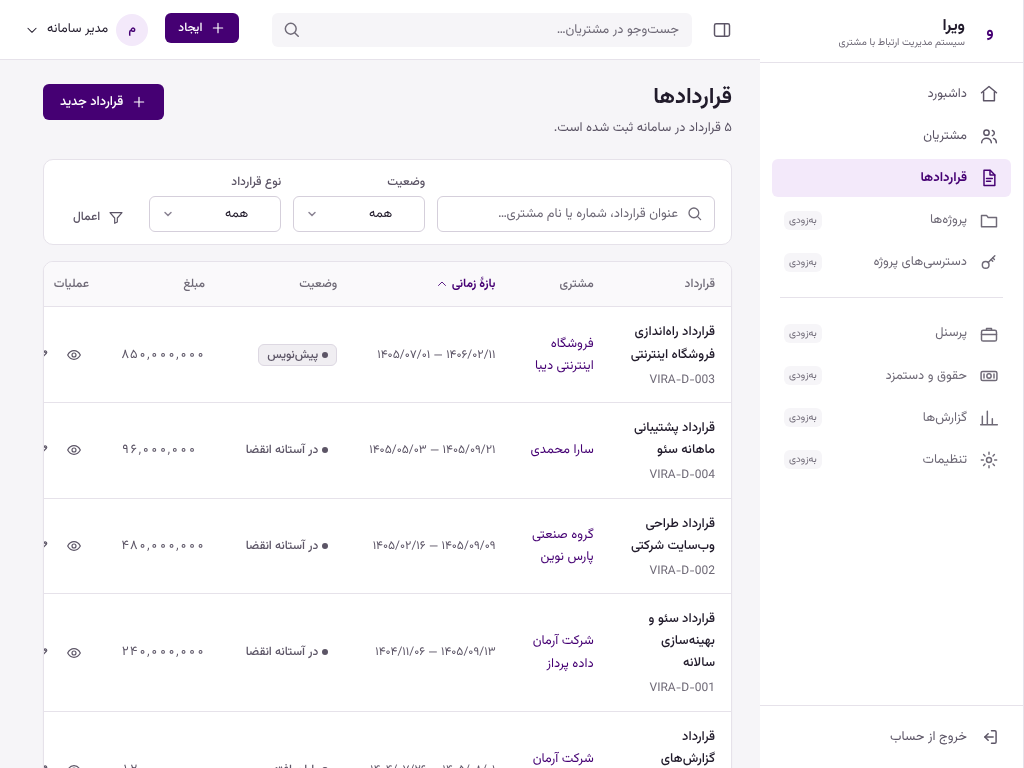 و
ویرا
سیستم مدیریت ارتباط با مشتری
جست‌وجو در مشتریان...
ایجاد
م
مدیر سامانه
داشبورد
مشتریان
قراردادها
پروژه‌ها
به‌زودی
دسترسی‌های پروژه
به‌زودی
پرسنل
به‌زودی
حقوق و دستمزد
به‌زودی
گزارش‌ها
به‌زودی
تنظیمات
به‌زودی
خروج از حساب
قراردادها
۵ قرارداد در سامانه ثبت شده است.
قرارداد جدید
وضعیت
نوع قرارداد
عنوان قرارداد، شماره یا نام مشتری...
همه
همه
اعمال
قرارداد
مشتری
بازهٔ زمانی
وضعیت
مبلغ
عملیات
قرارداد راه‌اندازی
فروشگاه اینترنتی
VIRA-D-003
فروشگاه
اینترنتی دیبا
۱۴۰۵/۰۷/۰۱ — ۱۴۰۶/۰۲/۱۱
پیش‌نویس
۸۵۰,۰۰۰,۰۰۰
قرارداد پشتیبانی
ماهانه سئو
VIRA-D-004
سارا محمدی
۱۴۰۵/۰۵/۰۳ — ۱۴۰۵/۰۹/۲۱
در آستانه انقضا
۹۶,۰۰۰,۰۰۰
قرارداد طراحی
وب‌سایت شرکتی
VIRA-D-002
گروه صنعتی
پارس نوین
۱۴۰۵/۰۲/۱۶ — ۱۴۰۵/۰۹/۰۹
در آستانه انقضا
۴۸۰,۰۰۰,۰۰۰
قرارداد سئو و
بهینه‌سازی
سالانه
VIRA-D-001
شرکت آرمان
داده پرداز
۱۴۰۴/۱۱/۰۶ — ۱۴۰۵/۰۹/۱۳
در آستانه انقضا
۲۴۰,۰۰۰,۰۰۰
قرارداد
گزارش‌های
شرکت آرمان